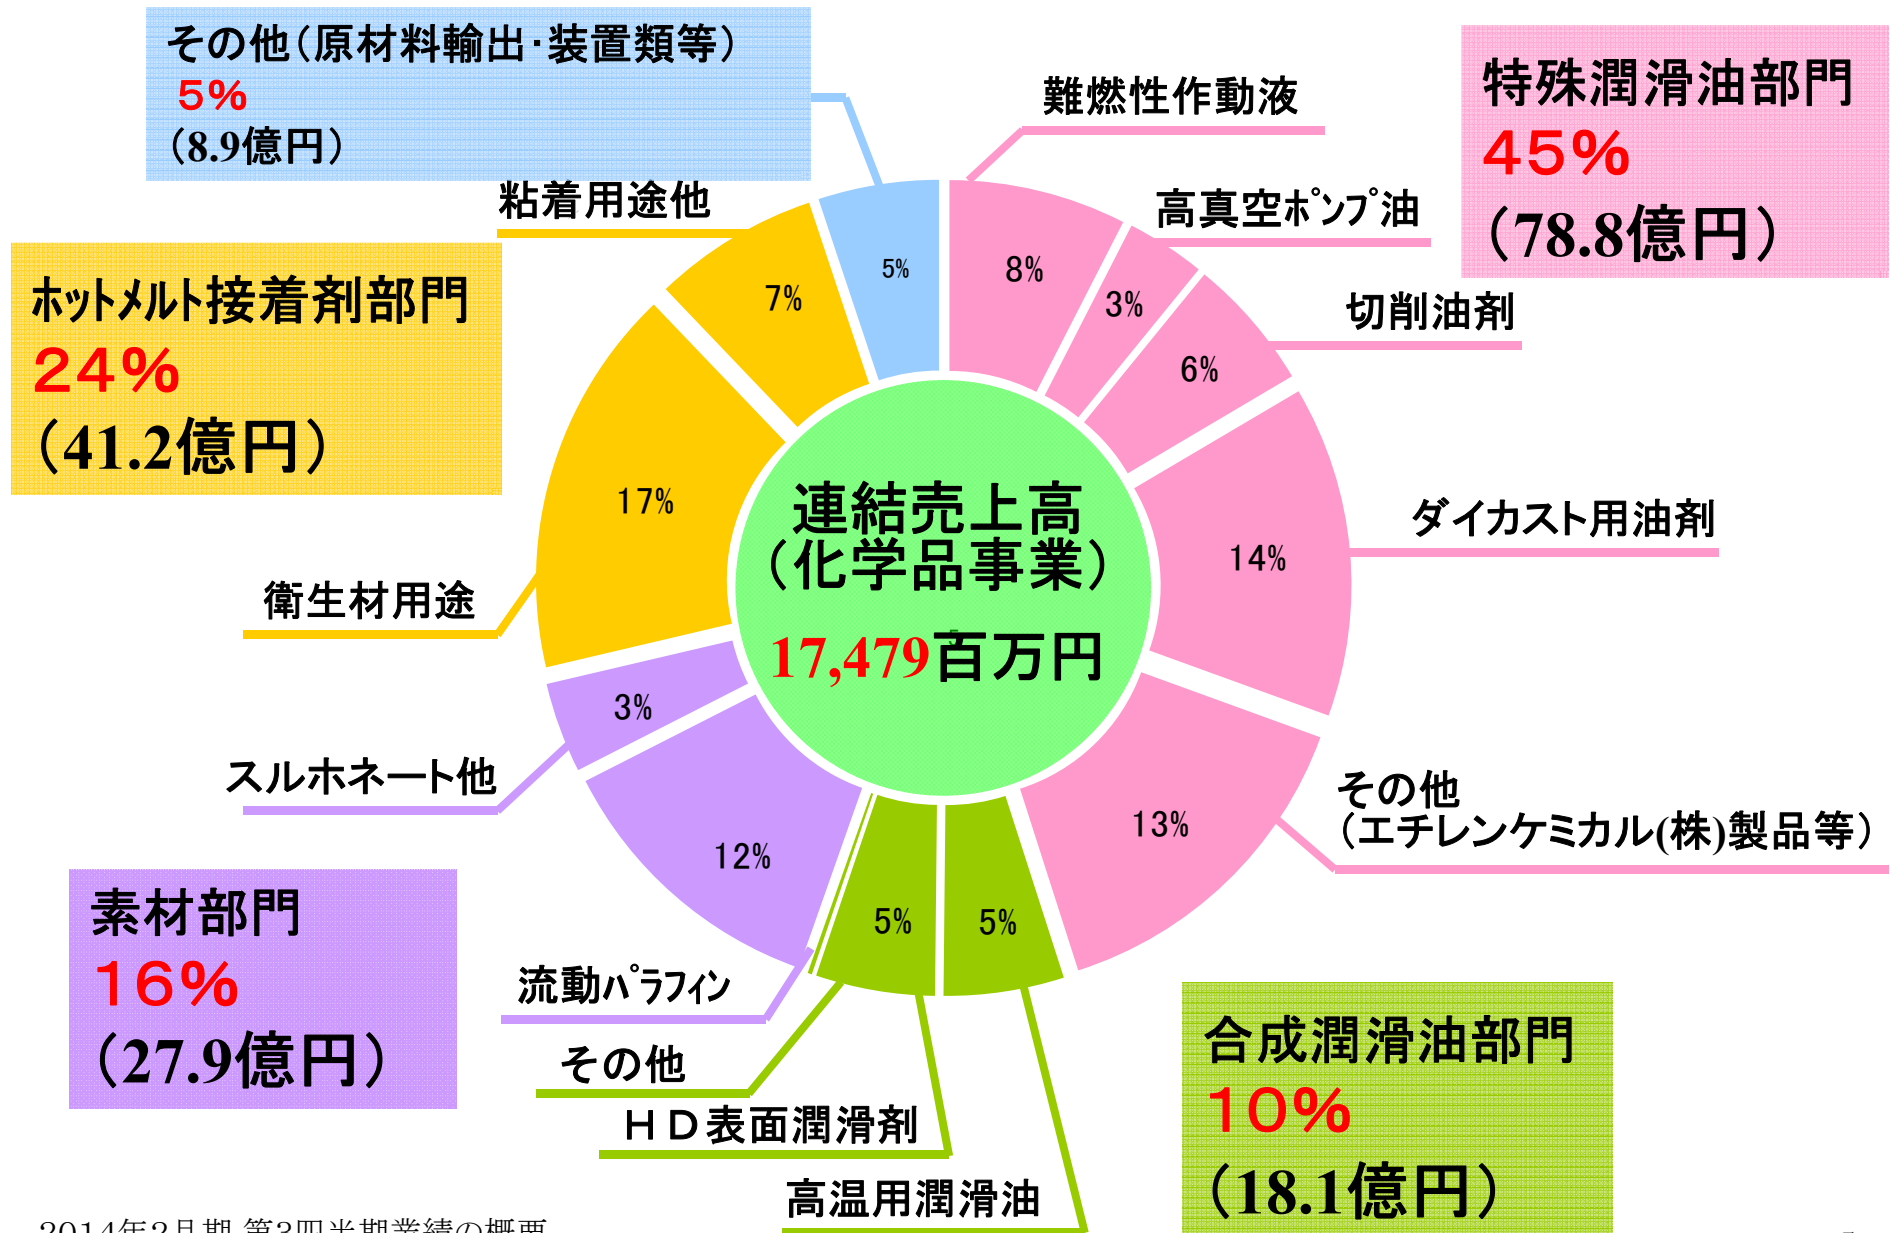 その他（原材料輸出・装置類等）
５％
（8.9億円）
難燃性作動液
特殊潤滑油部門
４５％
（78.8億円）
粘着用途他
高真空ﾎﾟﾝﾌﾟ油
切削油剤
ﾎｯﾄﾒﾙﾄ接着剤部門
２４％
（41.2億円）
5%
8%
7%
3%
6%
17%
14%
連結売上高
（化学品事業）
17,479百万円
ダイカスト用油剤
衛生材用途
3%
スルホネート他
13%
その他
（エチレンケミカル(株)製品等）
12%
5%
5%
素材部門
１６％
（27.9億円）
流動ﾊﾟﾗﾌｨﾝ
その他
ＨＤ表面潤滑剤
高温用潤滑油
合成潤滑油部門
１０％
（18.1億円）